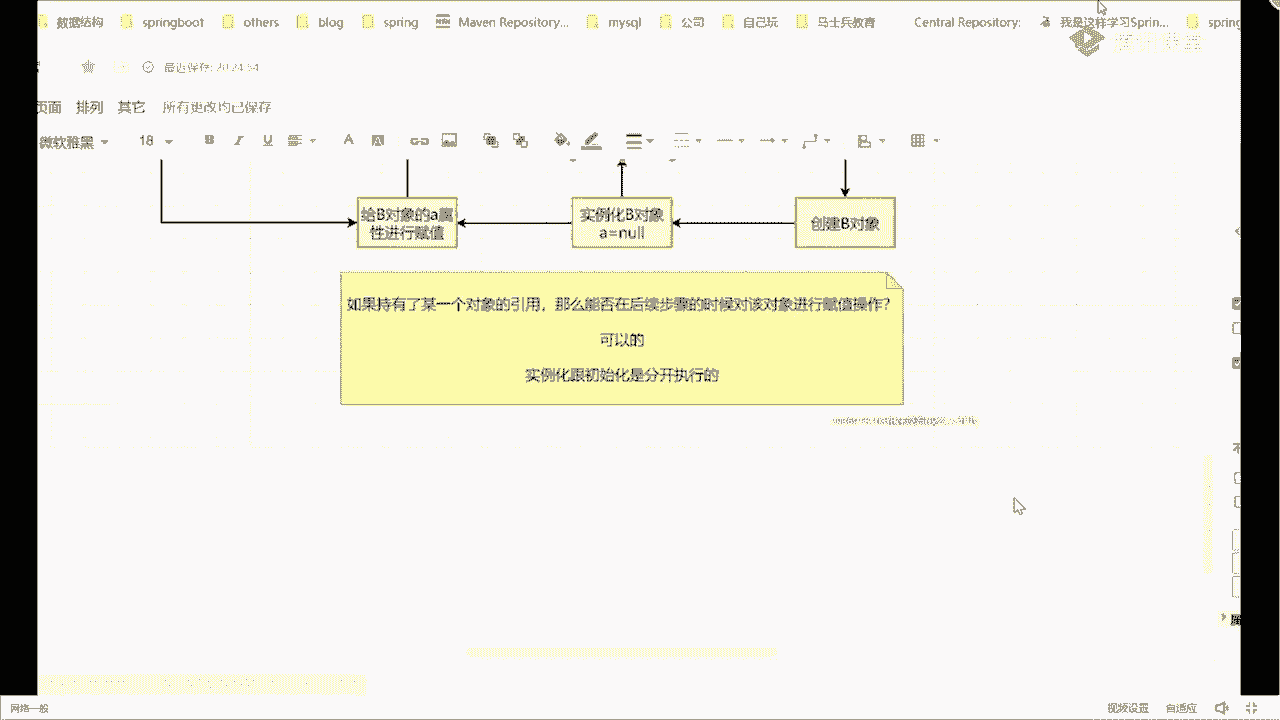 数据结构 springboot others blog spring Maven Repository... mysql 公司 自己玩 马士兵教育 Central Repository: 我是这样学习Sprin... spring
最近保存: 20:24:54
页面 排列 其它 所有更改均已保存
微软雅黑 18 B I U A
给B对象的a属
性进行赋值
实例化B对象
a=null
创建B对象
如果持有了某一个对象的引用，那么能否在后续步骤的时候对该对象进行赋值操作？
可以的
实例化跟初始化是分开执行的
网络一般 视频设置 自适应